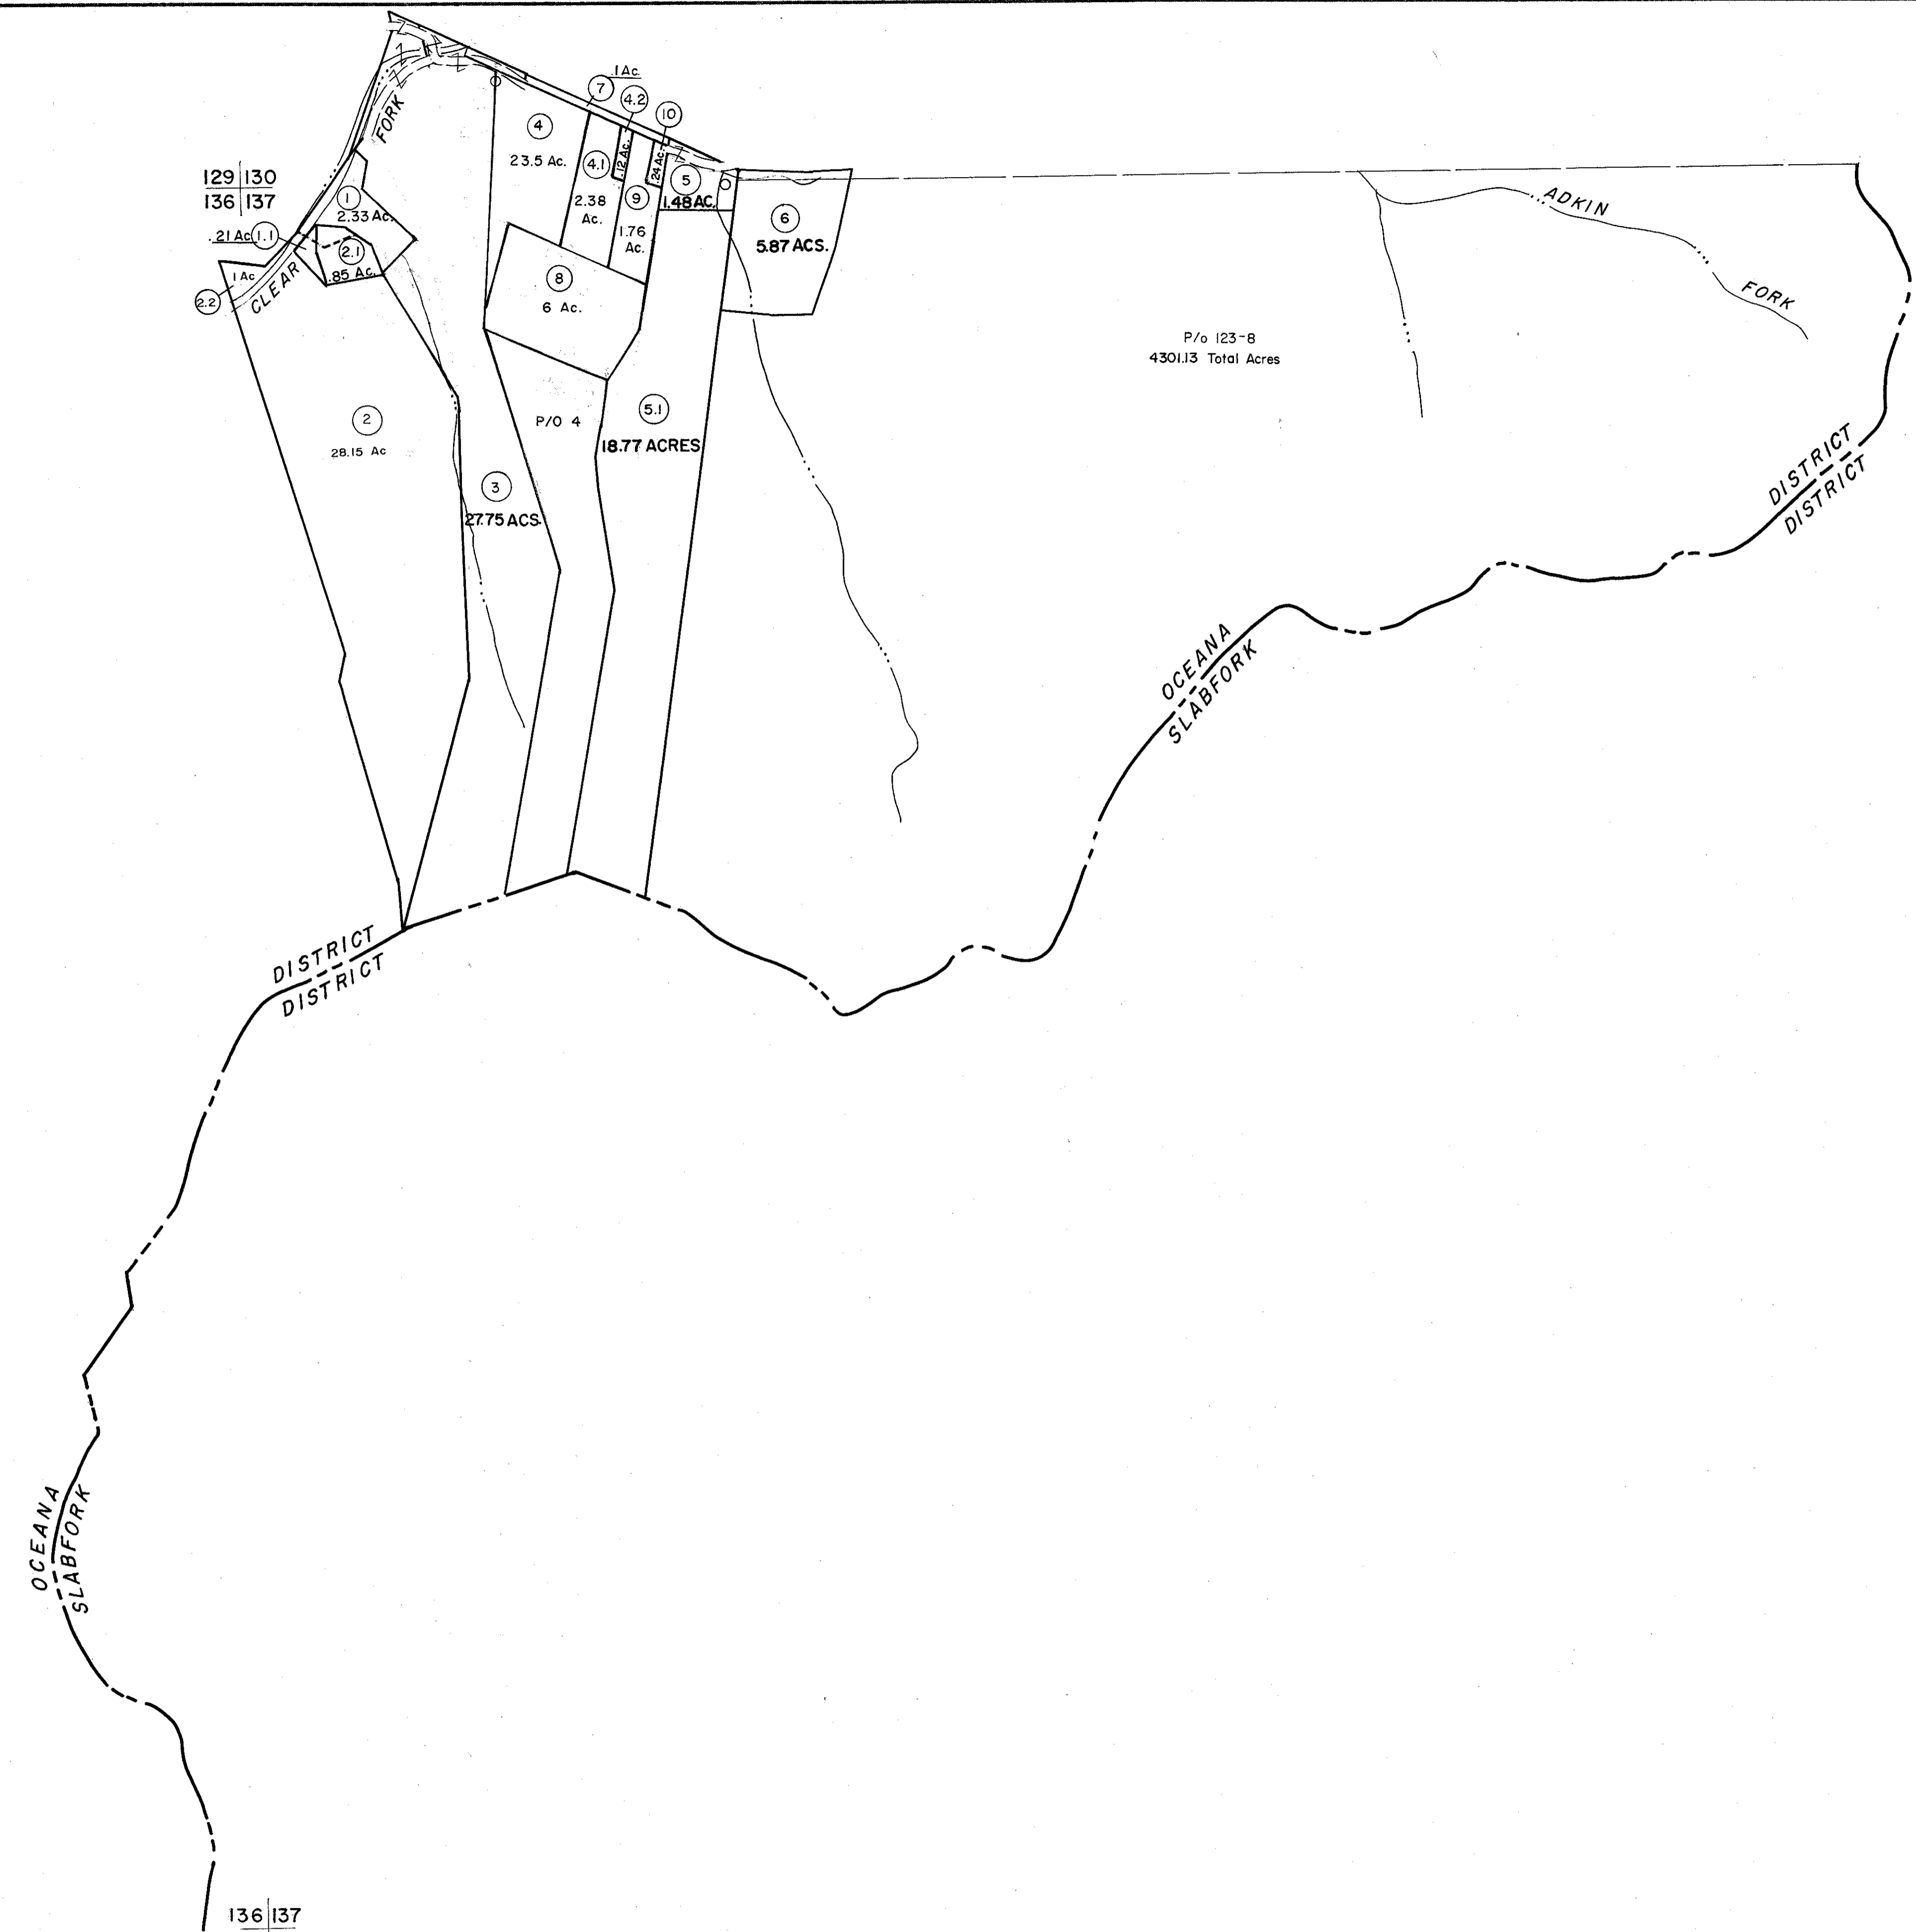 .1 Ac.
7
4.2
10
4
23.5 Ac.
FORK
4.1
.12 Ac.
.24 Ac.
5
1.48 AC.
129 130
136 137
1
2.33 Ac.
2.38
Ac.
9
1.76
Ac.
6
5.87 ACS.
ADKIN
FORK
.21 Ac
1.1
2.1
.85 Ac.
1 Ac
2.2
CLEAR
8
6 Ac.
P/o 123-8
4301.13 Total Acres
2
28.15 Ac
P/O 4
5.1
18.77 ACRES
3
27.75 ACS.
DISTRICT
DISTRICT
OCEANA
SLABFORK
DISTRICT
DISTRICT
OCEANA
SLABFORK
136 137